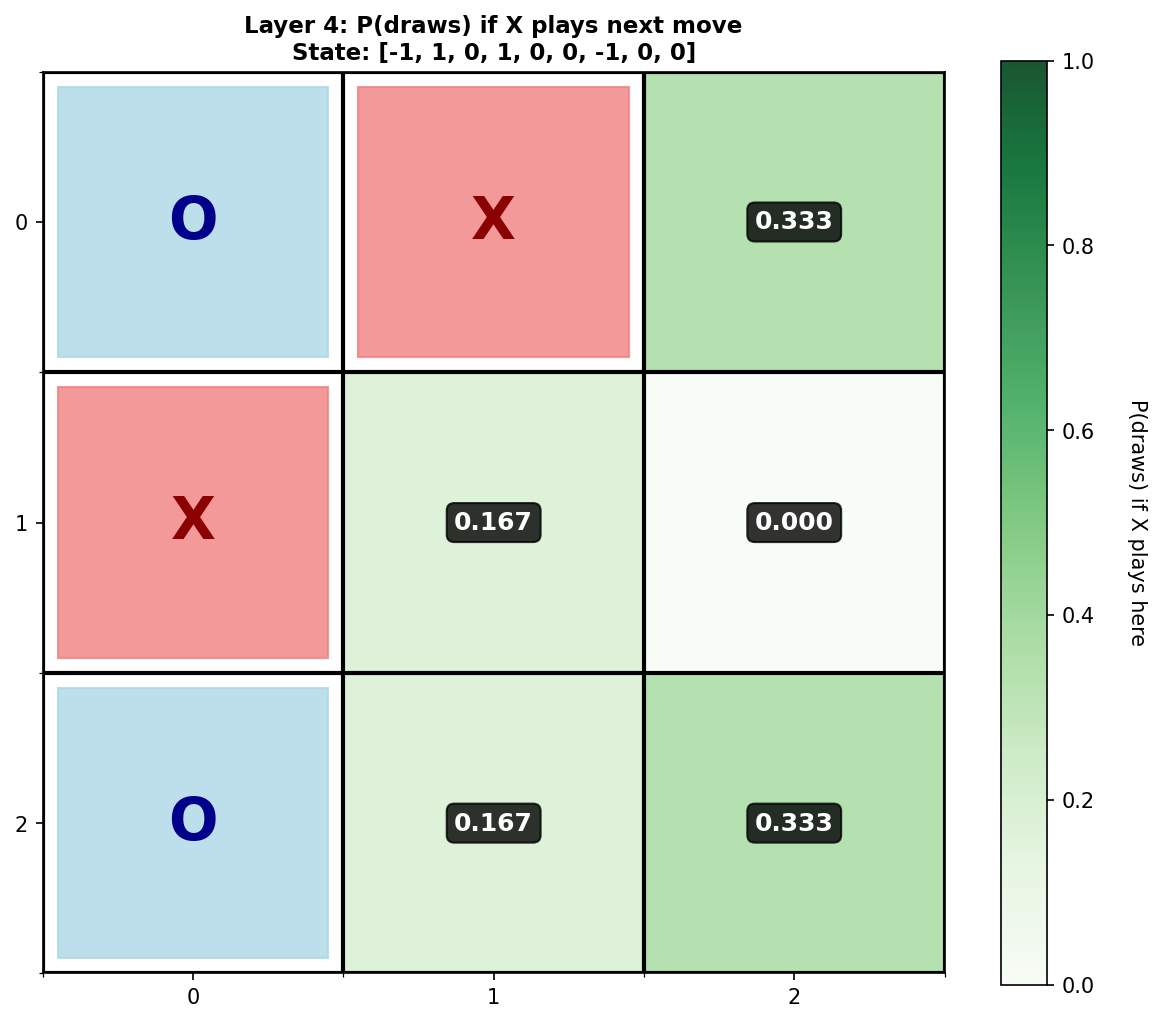 Layer 4: P(draws) if X plays next move
State: [-1, 1, 0, 1, 0, 0, -1, 0, 0]
0
O
X
0.333
1
X
0.167
0.000
2
O
0.167
0.333
0
1
2
1.0
0.8
0.6
0.4
0.2
0.0
P(draws) if X plays here